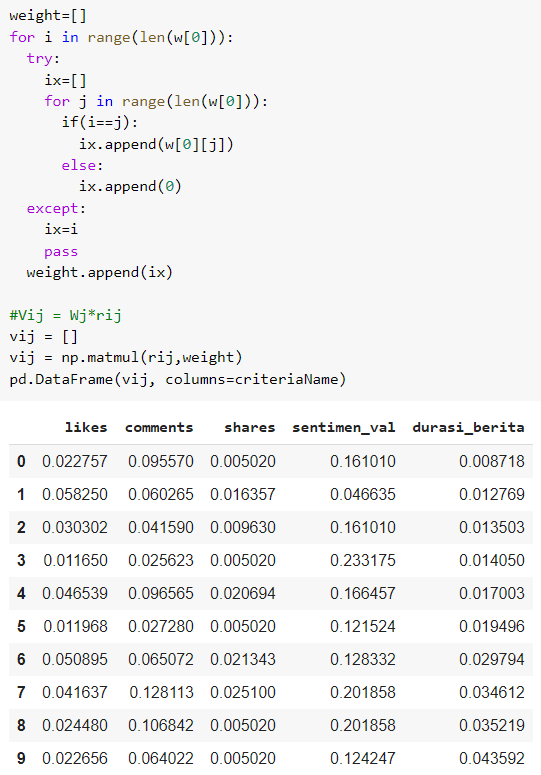 weight=[]
for i in range(len(w[0])):
  try:
    ix=[]
    for j in range(len(w[0])):
      if(i==j):
        ix.append(w[0][j])
      else:
        ix.append(0)
  except:
    ix=i
    pass
  weight.append(ix)

#Vij = Wj*rij
vij = []
vij = np.matmul(rij,weight)
pd.DataFrame(vij, columns=criteriaName)
likes comments shares sentimen_val durasi_berita
0 0.022757 0.095570 0.005020 0.161010 0.008718
1 0.058250 0.060265 0.016357 0.046635 0.012769
2 0.030302 0.041590 0.009630 0.161010 0.013503
3 0.011650 0.025623 0.005020 0.233175 0.014050
4 0.046539 0.096565 0.020694 0.166457 0.017003
5 0.011968 0.027280 0.005020 0.121524 0.019496
6 0.050895 0.065072 0.021343 0.128332 0.029794
7 0.041637 0.128113 0.025100 0.201858 0.034612
8 0.024480 0.106842 0.005020 0.201858 0.035219
9 0.022656 0.064022 0.005020 0.124247 0.043592